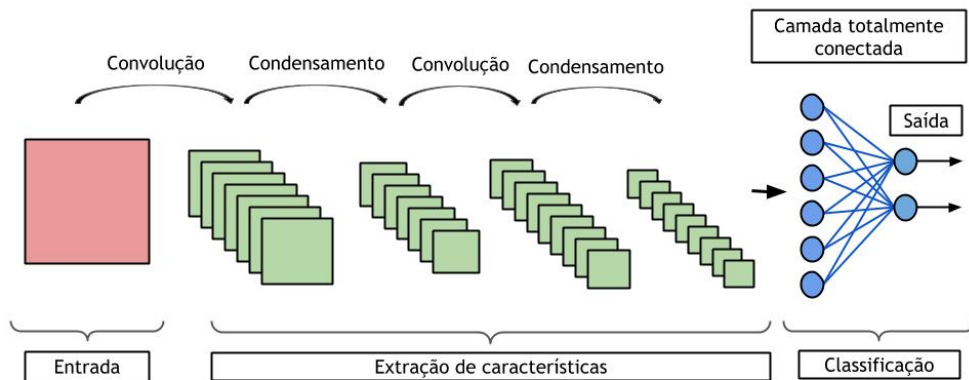 Camada totalmente
conectada
Convolução
Condensamento
Convolução
Condensamento
Saída
Entrada
Extração de características
Classificação